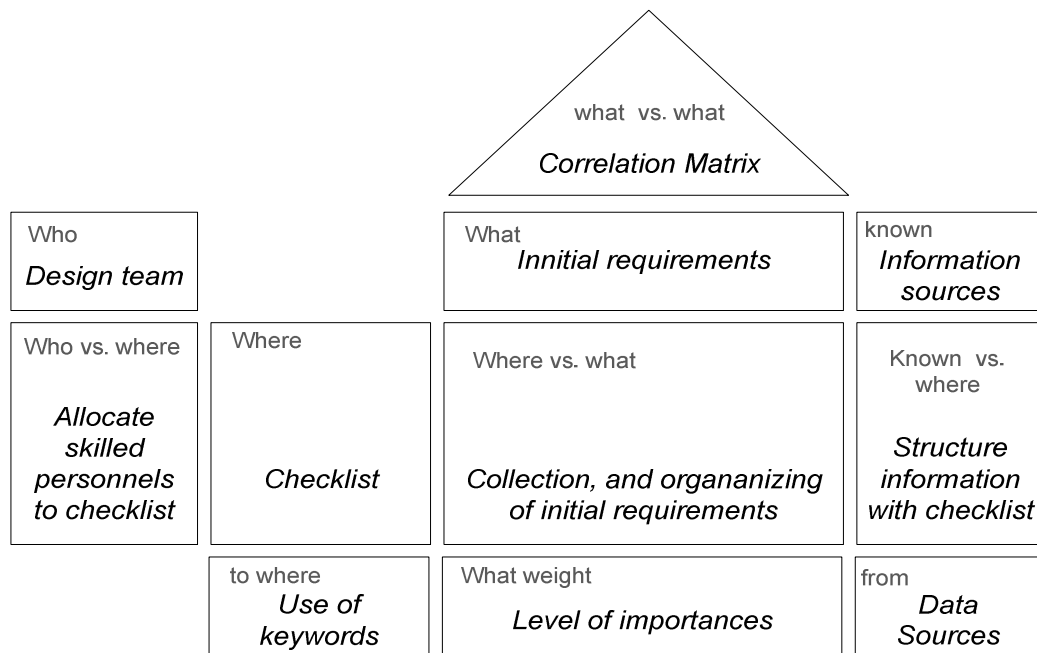 what vs. what
Correlation Matrix
Who
Design team
What
Innitial requirements
known
Information
sources
Who vs. where
Allocate
skilled
personnels
to checklist
Where
Checklist
Where vs. what
Collection, and organanizing
of initial requirements
Known vs.
where
Structure
information
with checklist
to where
Use of
keywords
What weight
Level of importances
from
Data
Sources